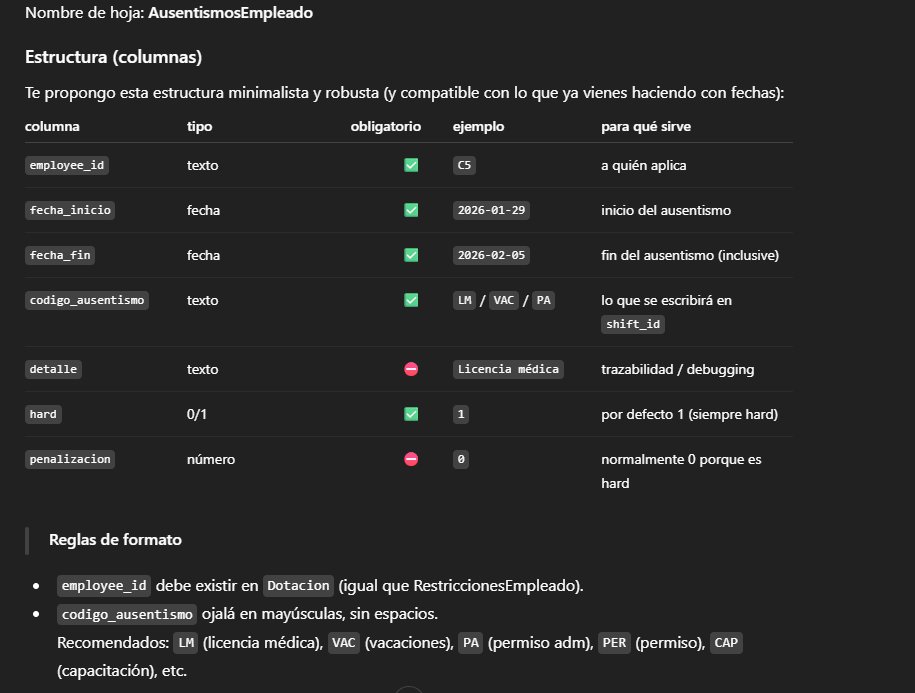 Nombre de hoja: AusentismosEmpleado
Estructura (columnas)
Te propongo esta estructura minimalista y robusta (y compatible con lo que ya vienes haciendo con fechas):
columna tipo obligatorio ejemplo para qué sirve
employee_id texto ✅ C5 a quién aplica
fecha_inicio fecha ✅ 2026-01-29 inicio del ausentismo
fecha_fin fecha ✅ 2026-02-05 fin del ausentismo (inclusive)
codigo_ausentismo texto ✅ LM / VAC / PA lo que se escribirá en
shift_id
detalle texto ⛔ Licencia médica trazabilidad / debugging
hard 0/1 ✅ 1 por defecto 1 (siempre hard)
penalizacion número ⛔ 0 normalmente 0 porque es
hard
Reglas de formato
• employee_id debe existir en Dotacion (igual que RestriccionesEmpleado).
• codigo_ausentismo ojalá en mayúsculas, sin espacios.
Recomendados: LM (licencia médica), VAC (vacaciones), PA (permiso adm), PER (permiso), CAP
(capacitación), etc.